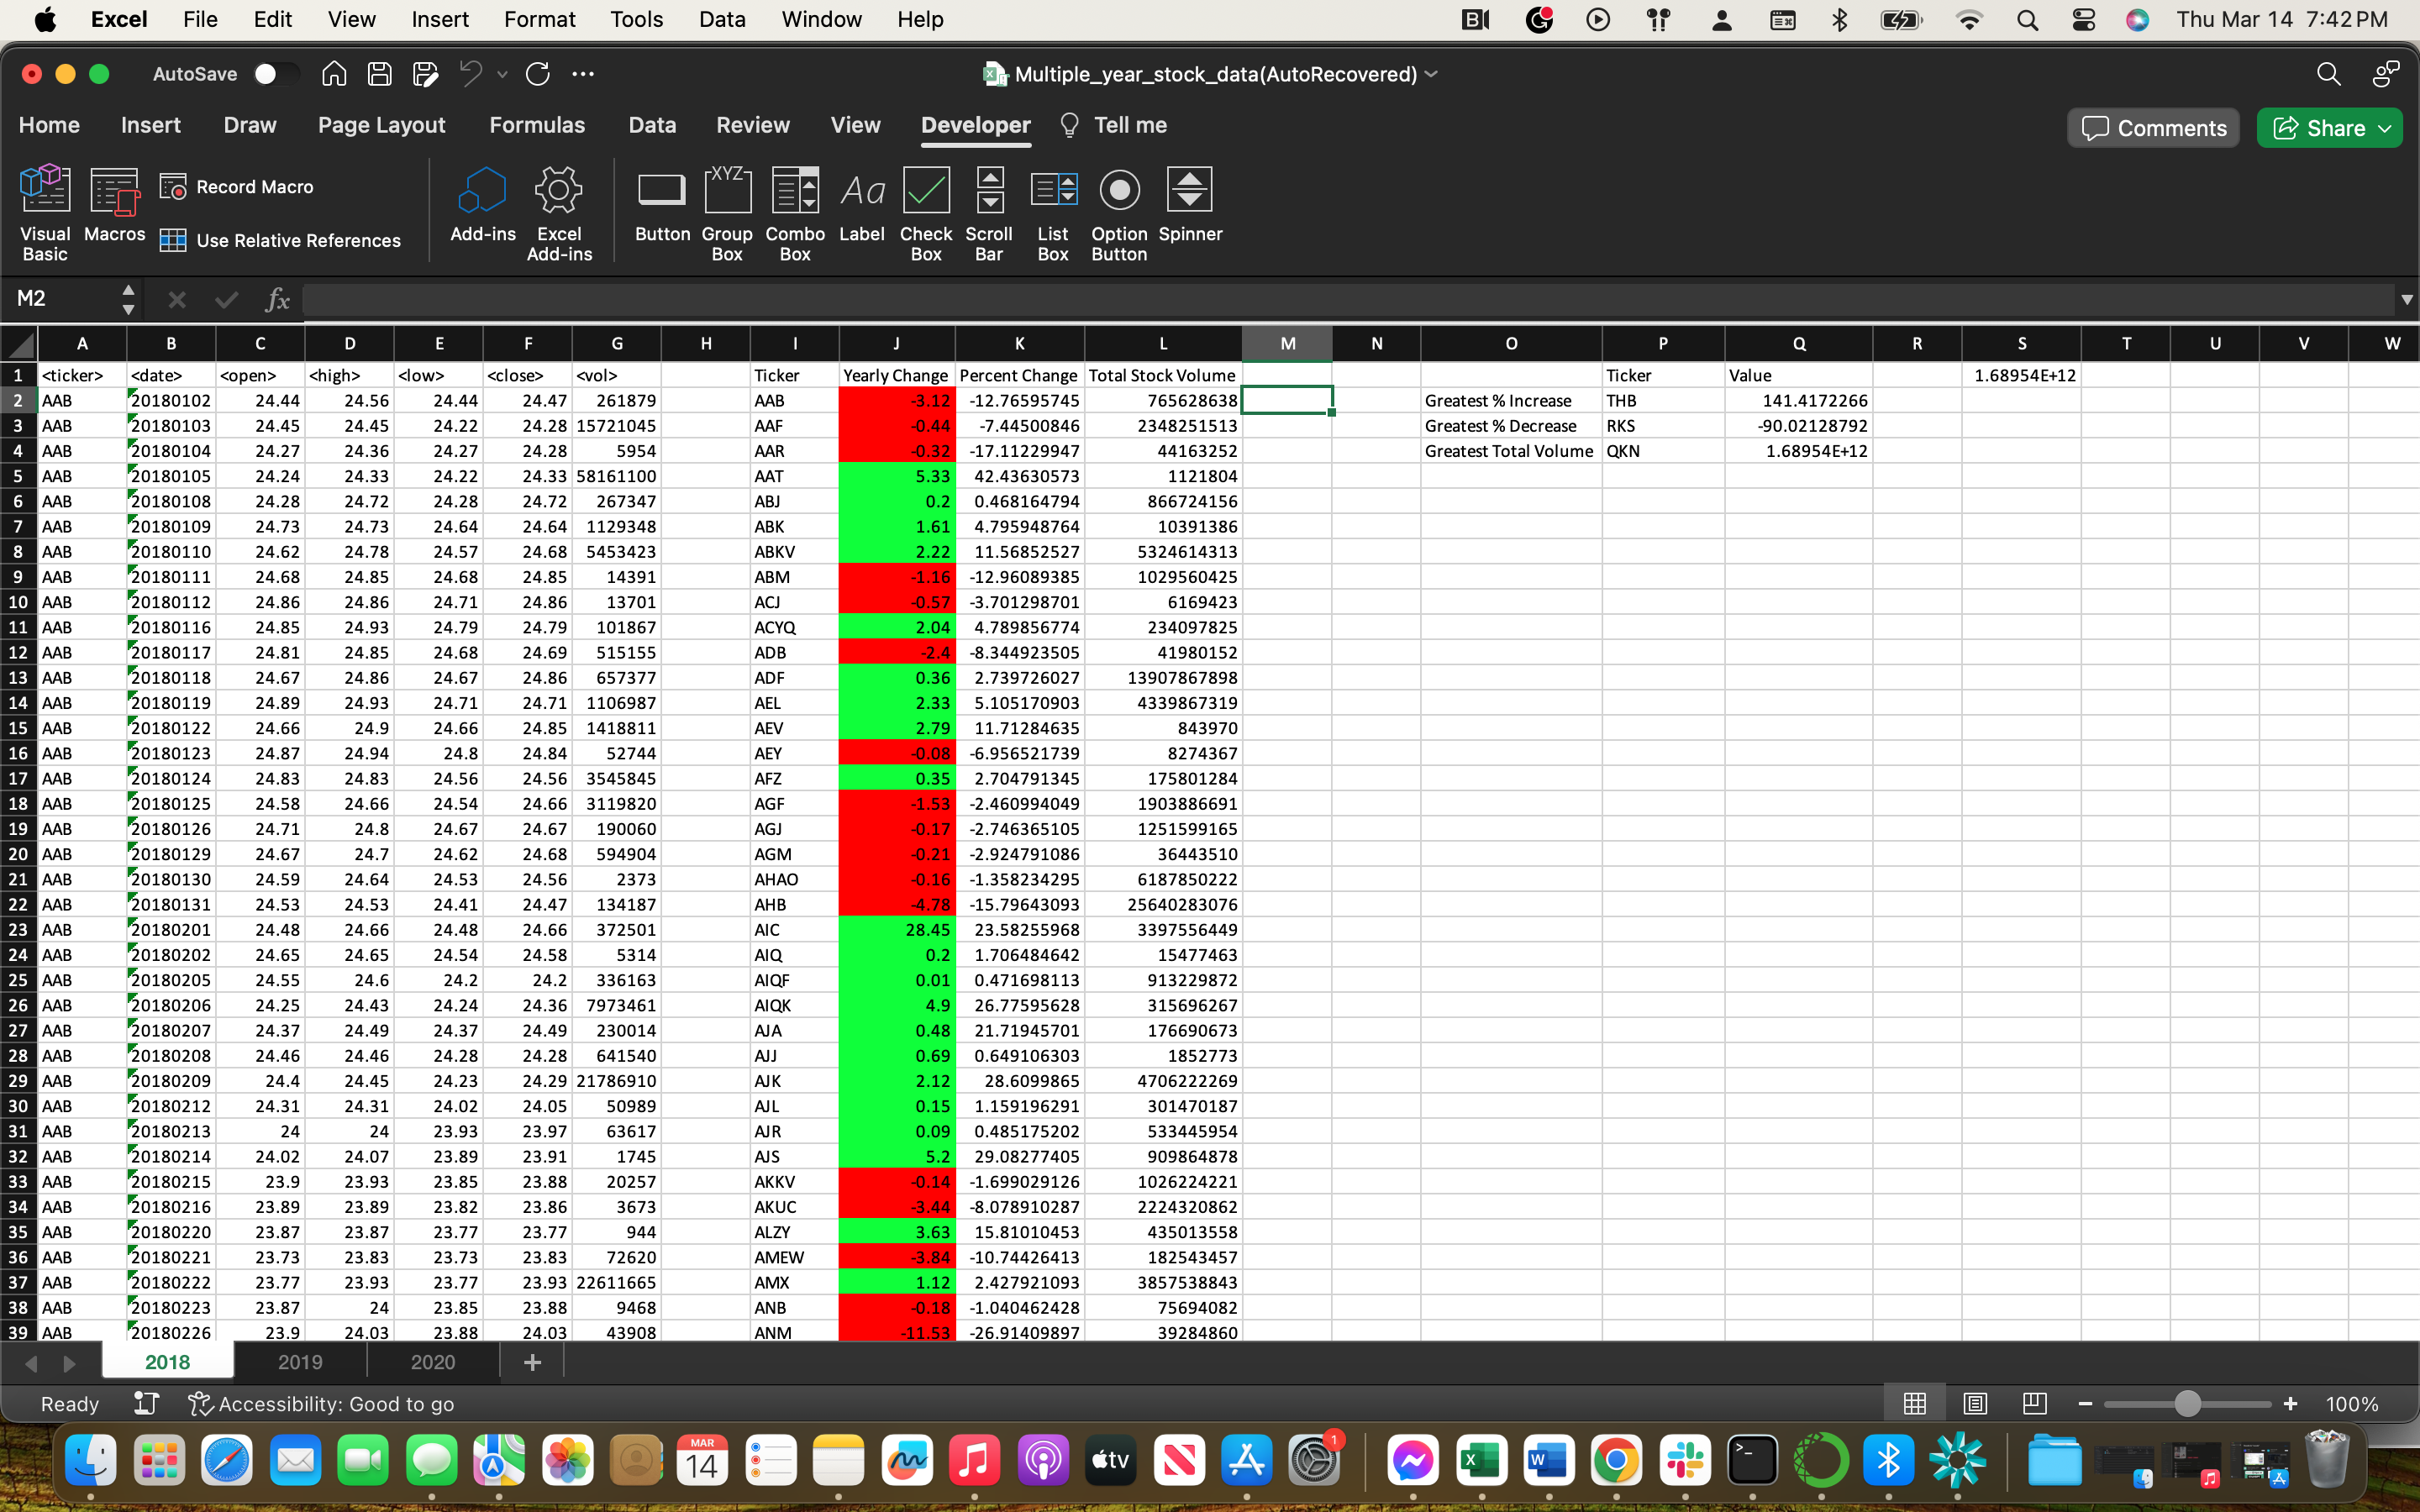 Excel File Edit View Insert Format Tools Data Window Help Thu Mar 14 7:42 PM
AutoSave Multiple_year_stock_data(AutoRecovered)
Home Insert Draw Page Layout Formulas Data Review View Developer Tell me Comments Share
Visual Basic Macros Record Macro Use Relative References Add-ins Excel Add-ins Button Group Box Combo Box Label Check Box Scroll Bar List Box Option Button Spinner
M2 fx
A B C D E F G H I J K L M N O P Q R S T U V W
1 <ticker> <date> <open> <high> <low> <close> <vol> Ticker Yearly Change Percent Change Total Stock Volume Ticker Value 1.68954E+12
2 AAB 20180102 24.44 24.56 24.44 24.47 261879 AAB -3.12 -12.76595745 765628638 Greatest % Increase THB 141.4172266
3 AAB 20180103 24.45 24.45 24.22 24.28 15721045 AAF -0.44 -7.44500846 2348251513 Greatest % Decrease RKS -90.02128792
4 AAB 20180104 24.27 24.36 24.27 24.28 5954 AAR -0.32 -17.11229947 44163252 Greatest Total Volume QKN 1.68954E+12
5 AAB 20180105 24.24 24.33 24.22 24.33 58161100 AAT 5.33 42.43630573 1121804
6 AAB 20180108 24.28 24.72 24.28 24.72 267347 ABJ 0.2 0.468164794 866724156
7 AAB 20180109 24.73 24.73 24.64 24.64 1129348 ABK 1.61 4.795948764 10391386
8 AAB 20180110 24.62 24.78 24.57 24.68 5453423 ABKV 2.22 11.56852527 5324614313
9 AAB 20180111 24.68 24.85 24.68 24.85 14391 ABM -1.16 -12.96089385 1029560425
10 AAB 20180112 24.86 24.86 24.71 24.86 13701 ACJ -0.57 -3.701298701 6169423
11 AAB 20180116 24.85 24.93 24.79 24.79 101867 ACYQ 2.04 4.789856774 234097825
12 AAB 20180117 24.81 24.85 24.68 24.69 515155 ADB -2.4 -8.344923505 41980152
13 AAB 20180118 24.67 24.86 24.67 24.86 657377 ADF 0.36 2.739726027 13907867898
14 AAB 20180119 24.89 24.93 24.71 24.71 1106987 AEL 2.33 5.105170903 4339867319
15 AAB 20180122 24.66 24.9 24.66 24.85 1418811 AEV 2.79 11.71284635 843970
16 AAB 20180123 24.87 24.94 24.8 24.84 52744 AEY -0.08 -6.956521739 8274367
17 AAB 20180124 24.83 24.83 24.56 24.56 3545845 AFZ 0.35 2.704791345 175801284
18 AAB 20180125 24.58 24.66 24.54 24.66 3119820 AGF -1.53 -2.460994049 1903886691
19 AAB 20180126 24.71 24.8 24.67 24.67 190060 AGJ -0.17 -2.746365105 1251599165
20 AAB 20180129 24.67 24.7 24.62 24.68 594904 AGM -0.21 -2.924791086 36443510
21 AAB 20180130 24.59 24.64 24.53 24.56 2373 AHAO -0.16 -1.358234295 6187850222
22 AAB 20180131 24.53 24.53 24.41 24.47 134187 AHB -4.78 -15.79643093 25640283076
23 AAB 20180201 24.48 24.66 24.48 24.66 372501 AIC 28.45 23.58255968 3397556449
24 AAB 20180202 24.65 24.65 24.54 24.58 5314 AIQ 0.2 1.706484642 15477463
25 AAB 20180205 24.55 24.6 24.2 24.2 336163 AIQF 0.01 0.471698113 913229872
26 AAB 20180206 24.25 24.43 24.24 24.36 7973461 AIQK 4.9 26.77595628 315696267
27 AAB 20180207 24.37 24.49 24.37 24.49 230014 AJA 0.48 21.71945701 176690673
28 AAB 20180208 24.46 24.46 24.28 24.28 641540 AJJ 0.69 0.649106303 1852773
29 AAB 20180209 24.4 24.45 24.23 24.29 21786910 AJK 2.12 28.6099865 4706222269
30 AAB 20180212 24.31 24.31 24.02 24.05 50989 AJL 0.15 1.159196291 301470187
31 AAB 20180213 24 24 23.93 23.97 63617 AJR 0.09 0.485175202 533445954
32 AAB 20180214 24.02 24.07 23.89 23.91 1745 AJS 5.2 29.08277405 909864878
33 AAB 20180215 23.9 23.93 23.85 23.88 20257 AKKV -0.14 -1.699029126 1026224221
34 AAB 20180216 23.89 23.89 23.82 23.86 3673 AKUC -3.44 -8.078910287 2224320862
35 AAB 20180220 23.87 23.87 23.77 23.77 944 ALZY 3.63 15.81010453 435013558
36 AAB 20180221 23.73 23.83 23.73 23.83 72620 AMEW -3.84 -10.74426413 182543457
37 AAB 20180222 23.77 23.93 23.77 23.93 22611665 AMX 1.12 2.427921093 3857538843
38 AAB 20180223 23.87 24 23.85 23.88 9468 ANB -0.18 -1.040462428 75694082
39 AAB 20180226 23.9 24.03 23.88 24.03 43908 ANM -11.53 -26.91409897 39284860
2018 2019 2020 +
Ready Accessibility: Good to go 100%
MAR 14 tv 1 X W